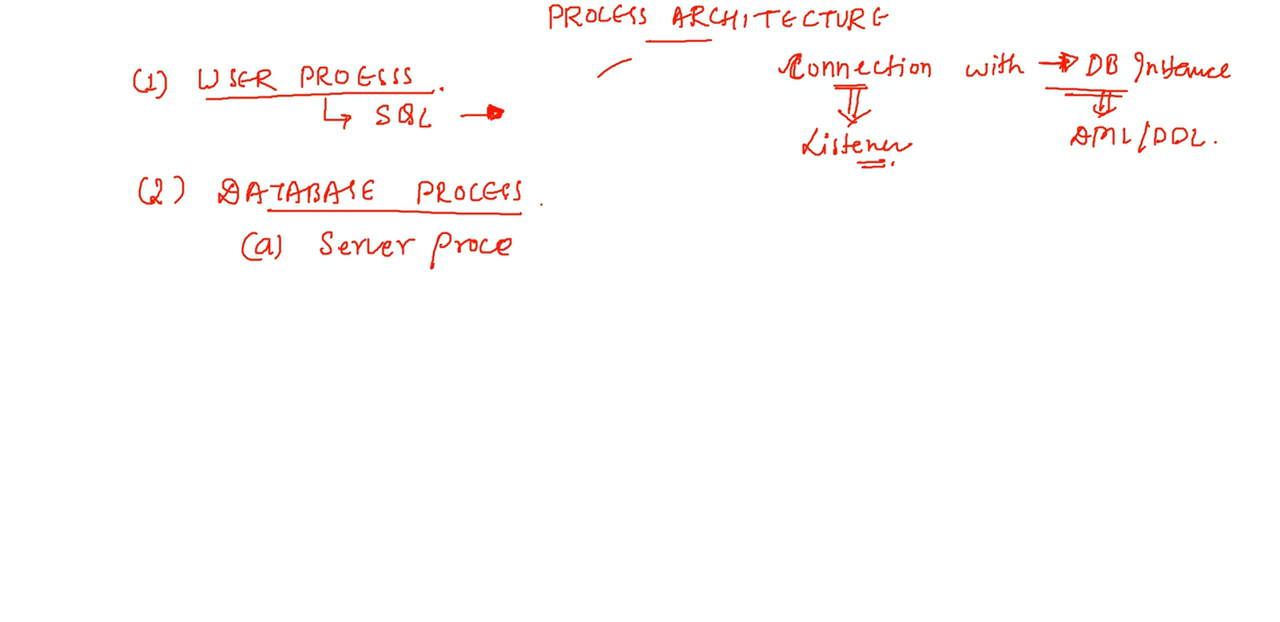 PROCESS ARCHITECTURE
(1) USER PROCESS.
↳ SQL →
Connection with → DB Instance
⇓ ⇓
Listener DML/DDL.
(2) DATABASE PROCESS.
(a) Server Proce